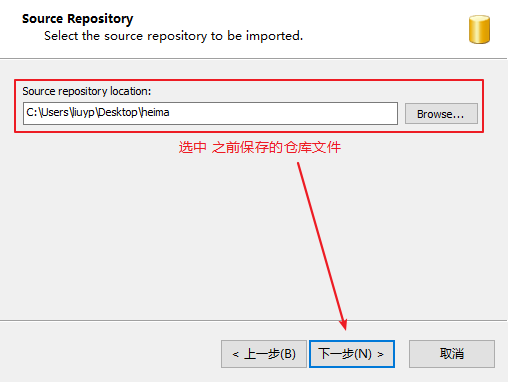 Source Repository
Select the source repository to be imported.
Source repository location:
C:\Users\liuyp\Desktop\heima
Browse...
选中 之前保存的仓库文件
< 上一步(B)
下一步(N) >
取消